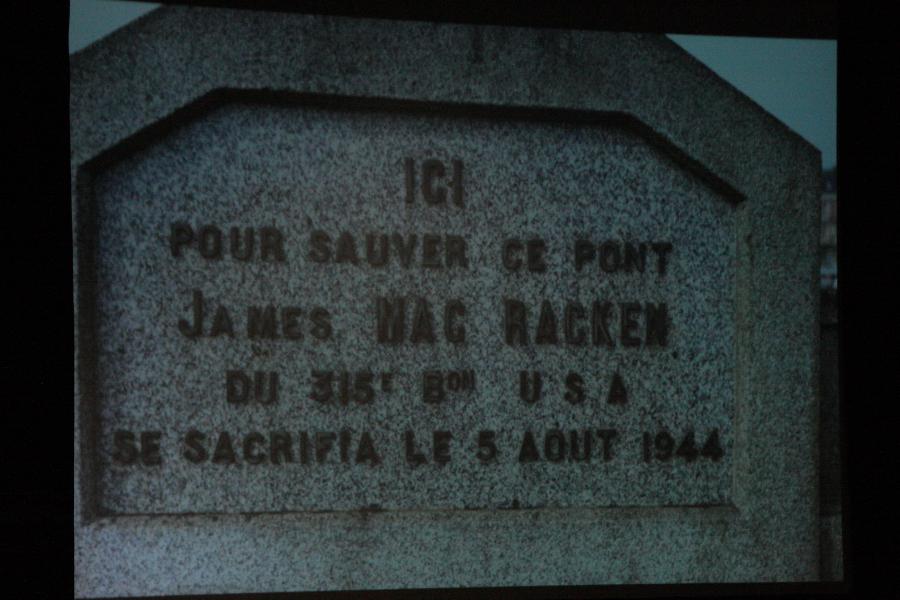 ICI
POUR SAUVER CE PONT
JAMES MAC RACKEN
DU 315E BON U S A
SE SACRIFIA LE 5 AOUT 1944